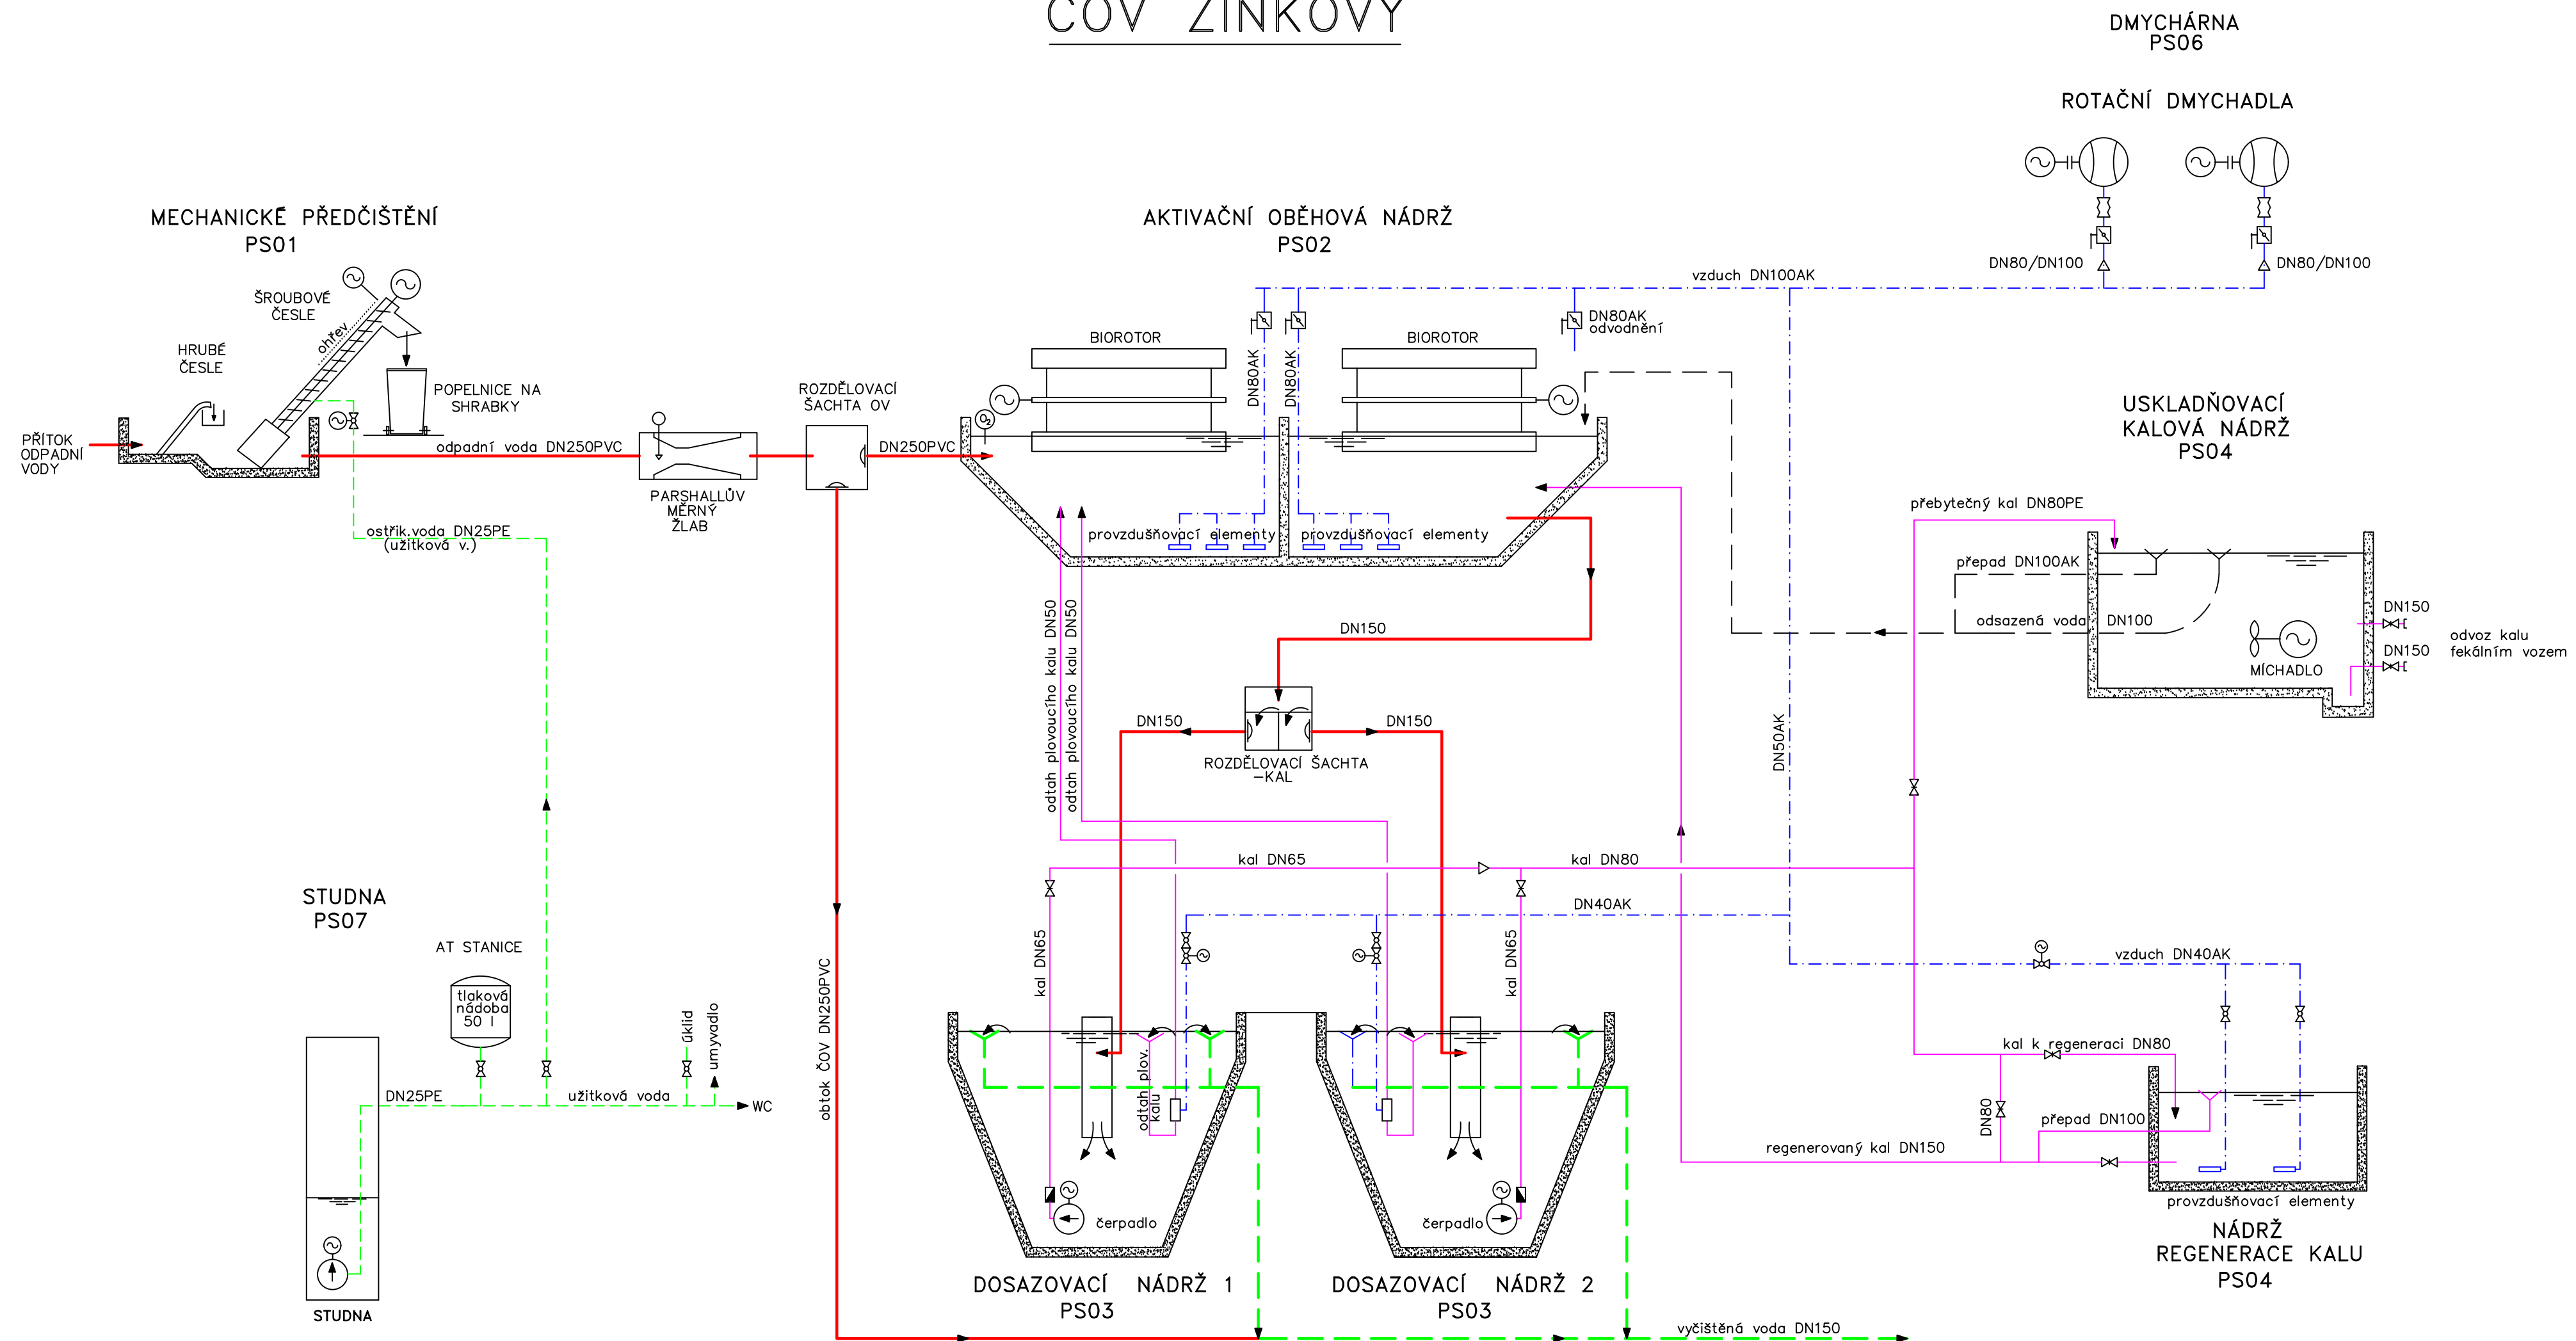 ČOV ZINKOVY
DMYCHÁRNA
PS06
ROTAČNÍ DMYCHADLA
DN80/DN100
DN80/DN100
MECHANICKÉ PŘEDČIŠTĚNÍ
PS01
ŠROUBOVÉ
ČESLE
ohřev
HRUBÉ
ČESLE
POPELNICE NA
SHRABKY
PŘÍTOK
ODPADNÍ
VODY
odpadní voda DN250PVC
ostřik.voda DN25PE
(užitková v.)
PARSHALLŮV
MĚRNÝ
ŽLAB
ROZDĚLOVACÍ
ŠACHTA OV
DN250PVC
AKTIVAČNÍ OBĚHOVÁ NÁDRŽ
PS02
vzduch DN100AK
BIOROTOR
BIOROTOR
DN80AK
DN80AK
DN80AK
odvodnění
O2
provzdušňovací elementy
provzdušňovací elementy
USKLADŇOVACÍ
KALOVÁ NÁDRŽ
PS04
přebytečný kal DN80PE
přepad DN100AK
odsazená voda DN100
MÍCHADLO
DN150
DN150
odvoz kalu
fekálním vozem
DN150
DN150
DN150
ROZDĚLOVACÍ ŠACHTA
-KAL
odtah plovoucího kalu DN50
odtah plovoucího kalu DN50
DN50AK
kal DN65
kal DN80
DN40AK
kal DN65
kal DN65
obtok ČOV DN250PVC
odtah plov.
kalu
čerpadlo
čerpadlo
STUDNA
PS07
AT STANICE
tlaková
nádoba
50 l
DN25PE
užitková voda
úklid
umyvadlo
WC
STUDNA
vzduch DN40AK
kal k regeneraci DN80
DN80
přepad DN100
regenerovaný kal DN150
provzdušňovací elementy
NÁDRŽ
REGENERACE KALU
PS04
DOSAZOVACÍ NÁDRŽ 1
PS03
DOSAZOVACÍ NÁDRŽ 2
PS03
vyčištěná voda DN150